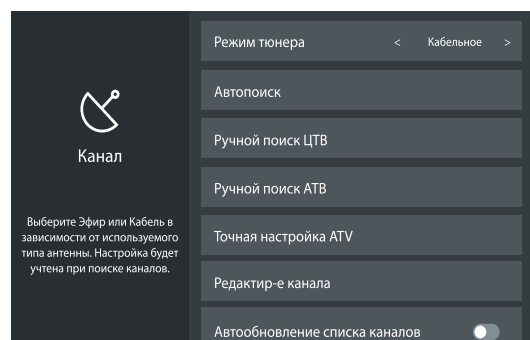 Канал
Выберите Эфир или Кабель в
зависимости от используемого
типа антенны. Настройка будет
учтена при поиске каналов.
Режим тюнера < Кабельное >
Автопоиск
Ручной поиск ЦТВ
Ручной поиск АТВ
Точная настройка ATV
Редактир-е канала
Автообновление списка каналов